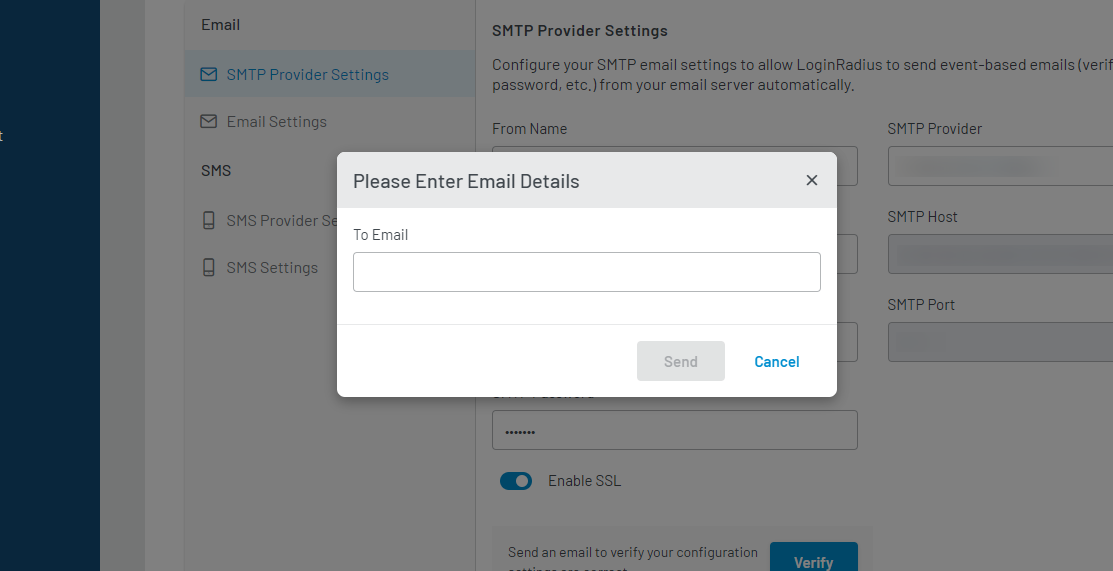 Email
SMTP Provider Settings
Email Settings
SMS
SMS Provider Se
SMS Settings
t
SMTP Provider Settings
Configure your SMTP email settings to allow LoginRadius to send event-based emails (verif
password, etc.) from your email server automatically.
From Name
SMTP Provider
SMTP Host
SMTP Port
Please Enter Email Details
To Email
Send
Cancel
•••••••
Enable SSL
Send an email to verify your configuration
Verify